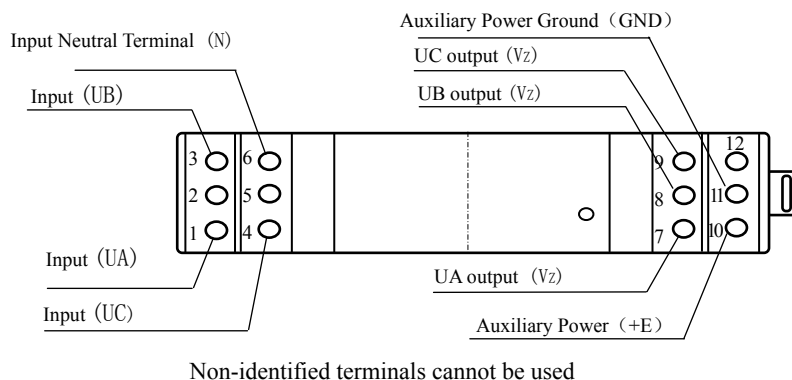 Auxiliary Power Ground（GND）
Input Neutral Terminal（N）
UC output (Vz)
Input（UB）
UB output (Vz)
3 6 9 12
2 5 8 11
1 4 7 10
Input（UA）
UA output (Vz)
Input（UC）
Auxiliary Power（+E）
Non-identified terminals cannot be used